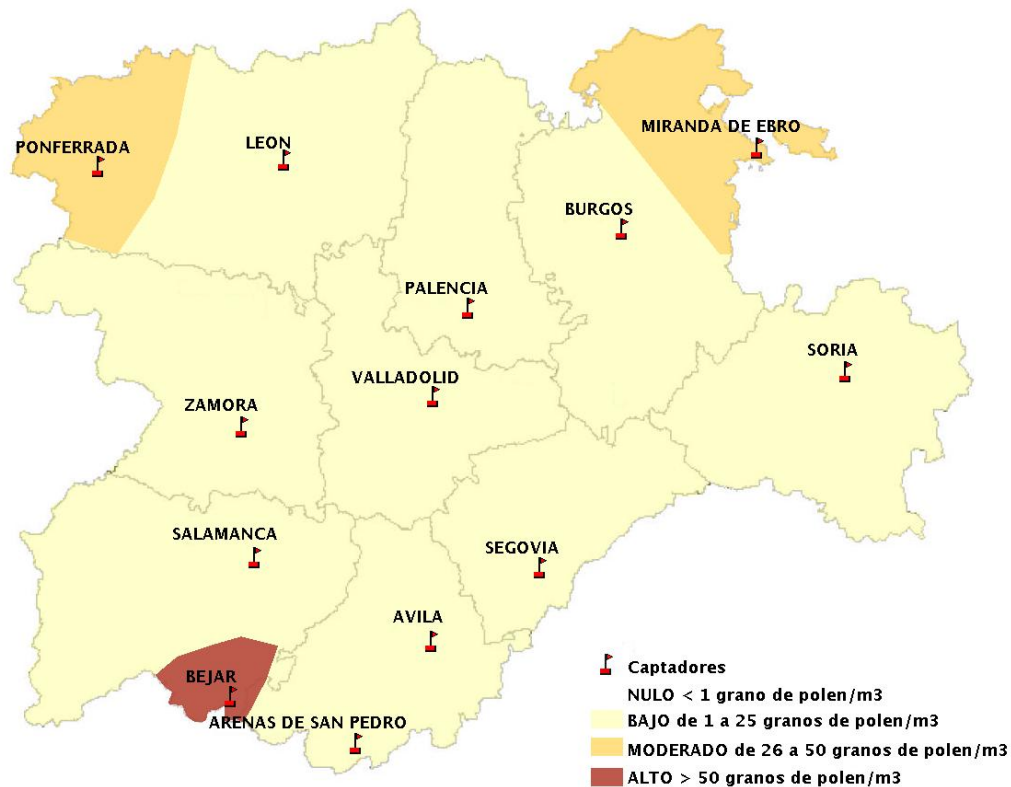 MIRANDA DE EBRO
PONFERRADA
LEON
BURGOS
PALENCIA
SORIA
VALLADOLID
ZAMORA
SALAMANCA
SEGOVIA
AVILA
BEJAR
ARENAS DE SAN PEDRO
Captadores
NULO < 1 grano de polen/m3
BAJO de 1 a 25 granos de polen/m3
MODERADO de 26 a 50 granos de polen/m3
ALTO > 50 granos de polen/m3